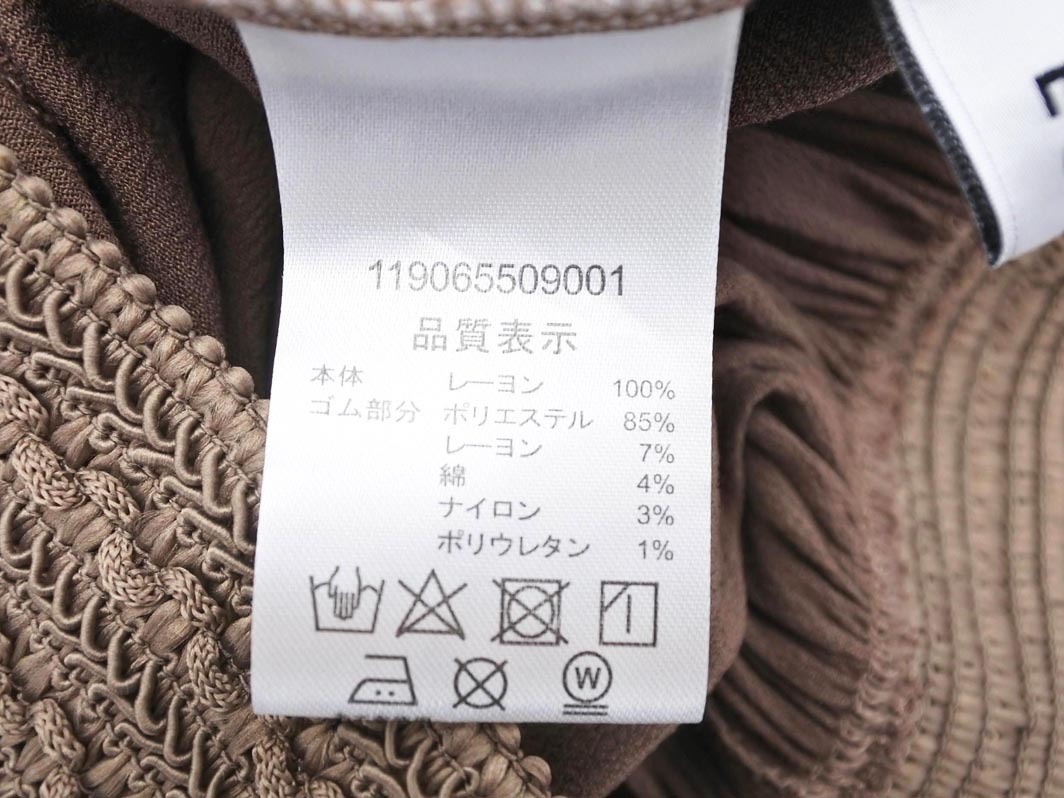 119065509001
品質表示
本体 レーヨン 100%
ゴム部分 ポリエステル 85%
レーヨン 7%
綿 4%
ナイロン 3%
ポリウレタン 1%
W